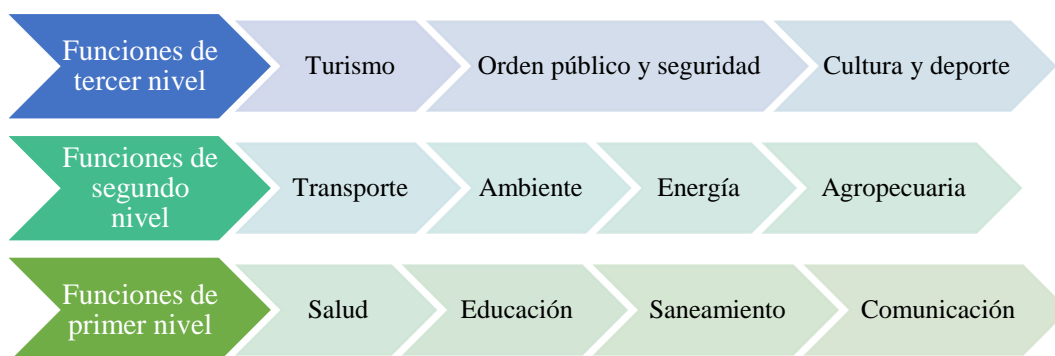 Funciones de
tercer nivel
Turismo
Orden público y seguridad
Cultura y deporte
Funciones de
segundo
nivel
Transporte
Ambiente
Energía
Agropecuaria
Funciones de
primer nivel
Salud
Educación
Saneamiento
Comunicación